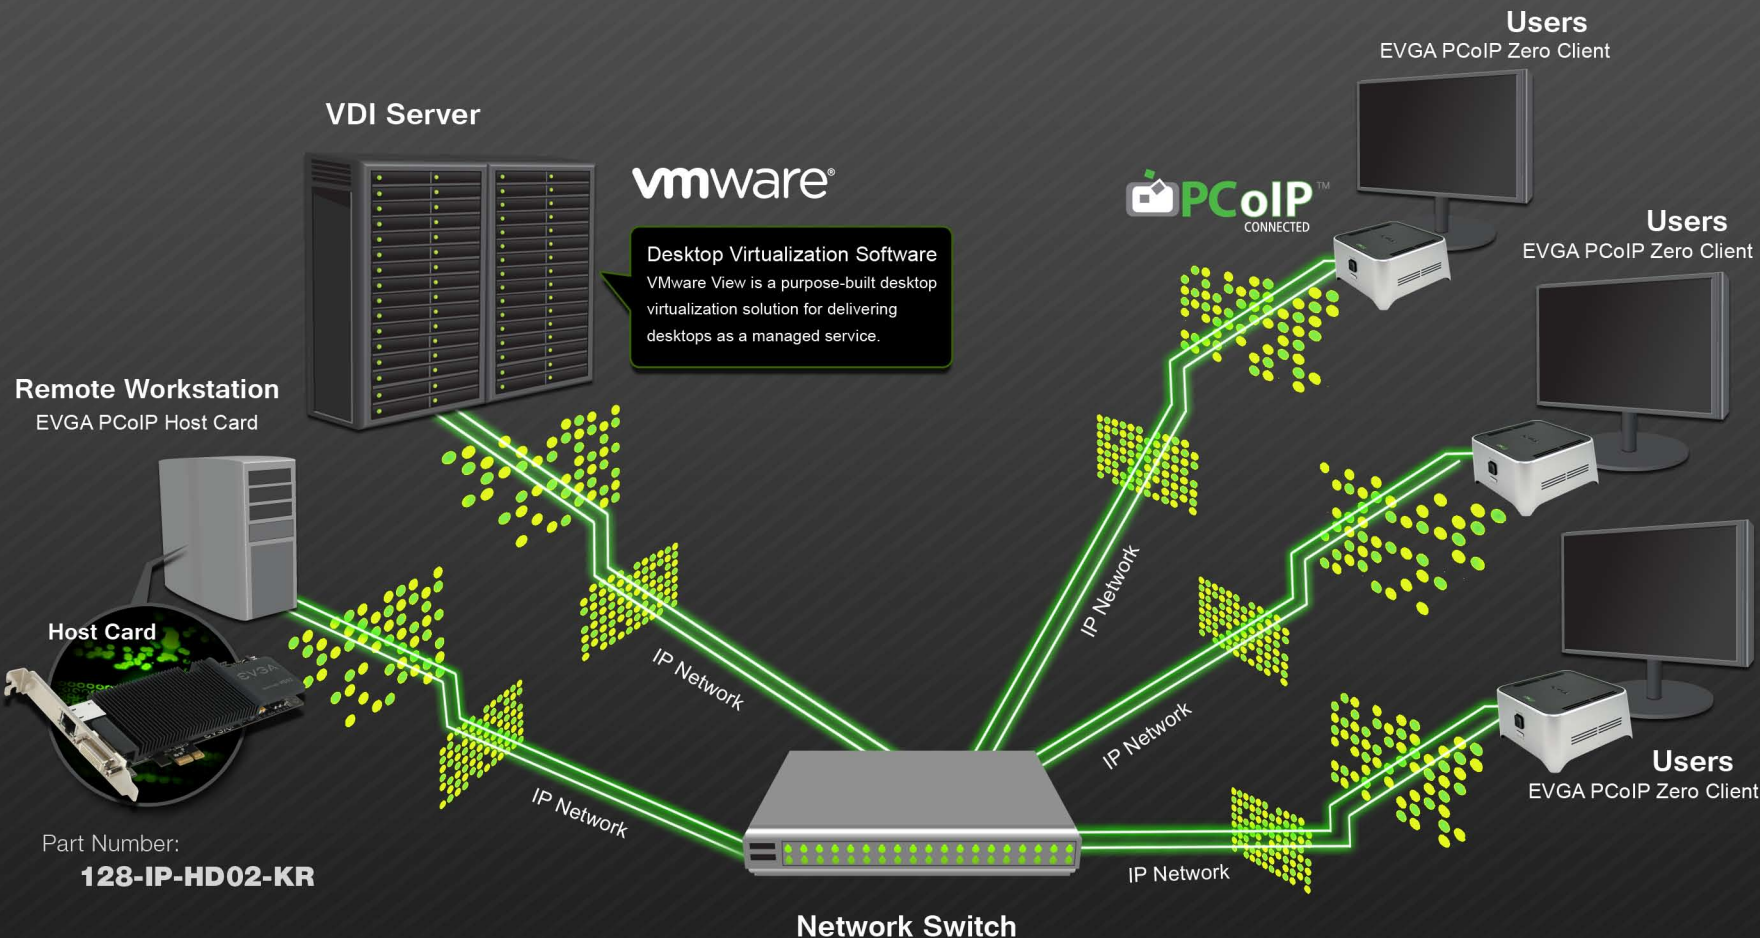 Users
EVGA PCoIP Zero Client
VDI Server
vmware®
Desktop Virtualization Software
VMware View is a purpose-built desktop
virtualization solution for delivering
desktops as a managed service.
PCoIP™
CONNECTED
Users
EVGA PCoIP Zero Client
Remote Workstation
EVGA PCoIP Host Card
Host Card
EVGA
IP Network
IP Network
IP Network
IP Network
IP Network
Users
EVGA PCoIP Zero Client
Part Number:
128-IP-HD02-KR
Network Switch